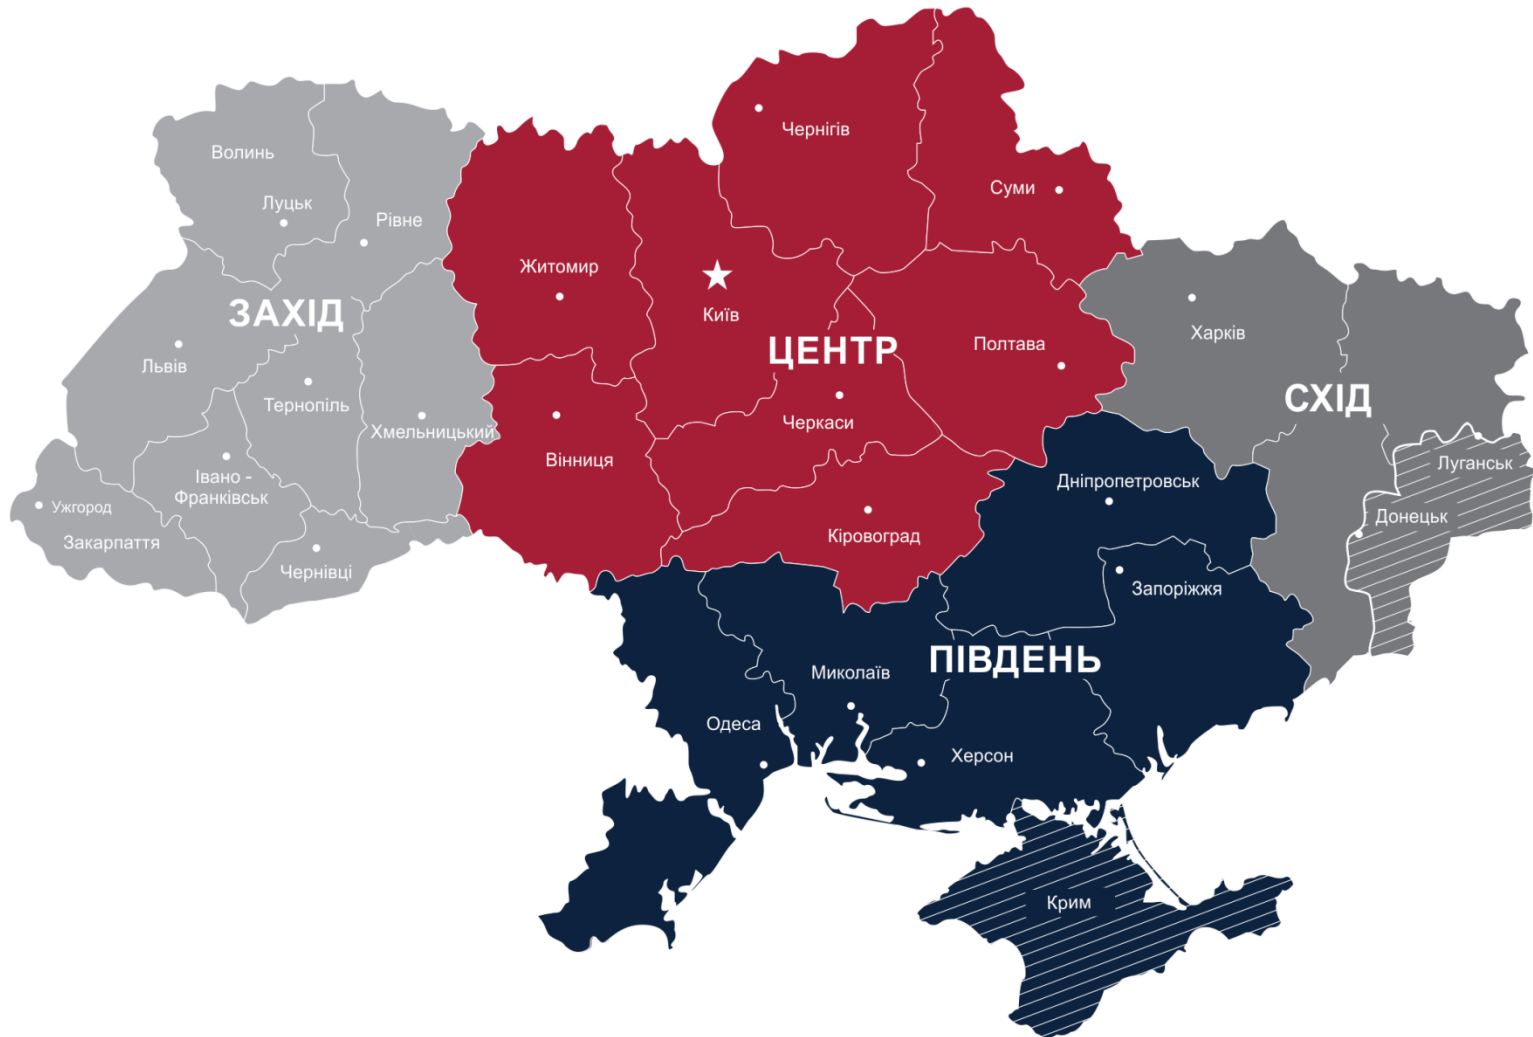 Чернігів
Волинь
Суми
Луцьк
Рівне
Житомир
ЗАХІД
Київ
Харків
ЦЕНТР
Полтава
Львів
Тернопіль
СХІД
Черкаси
Хмельницький
Вінниця
Луганськ
Івано -
Франківськ
Дніпропетровськ
Ужгород
Донецьк
Закарпаття
Кіровоград
Чернівці
Запоріжжя
ПІВДЕНЬ
Миколаїв
Одеса
Херсон
Крим